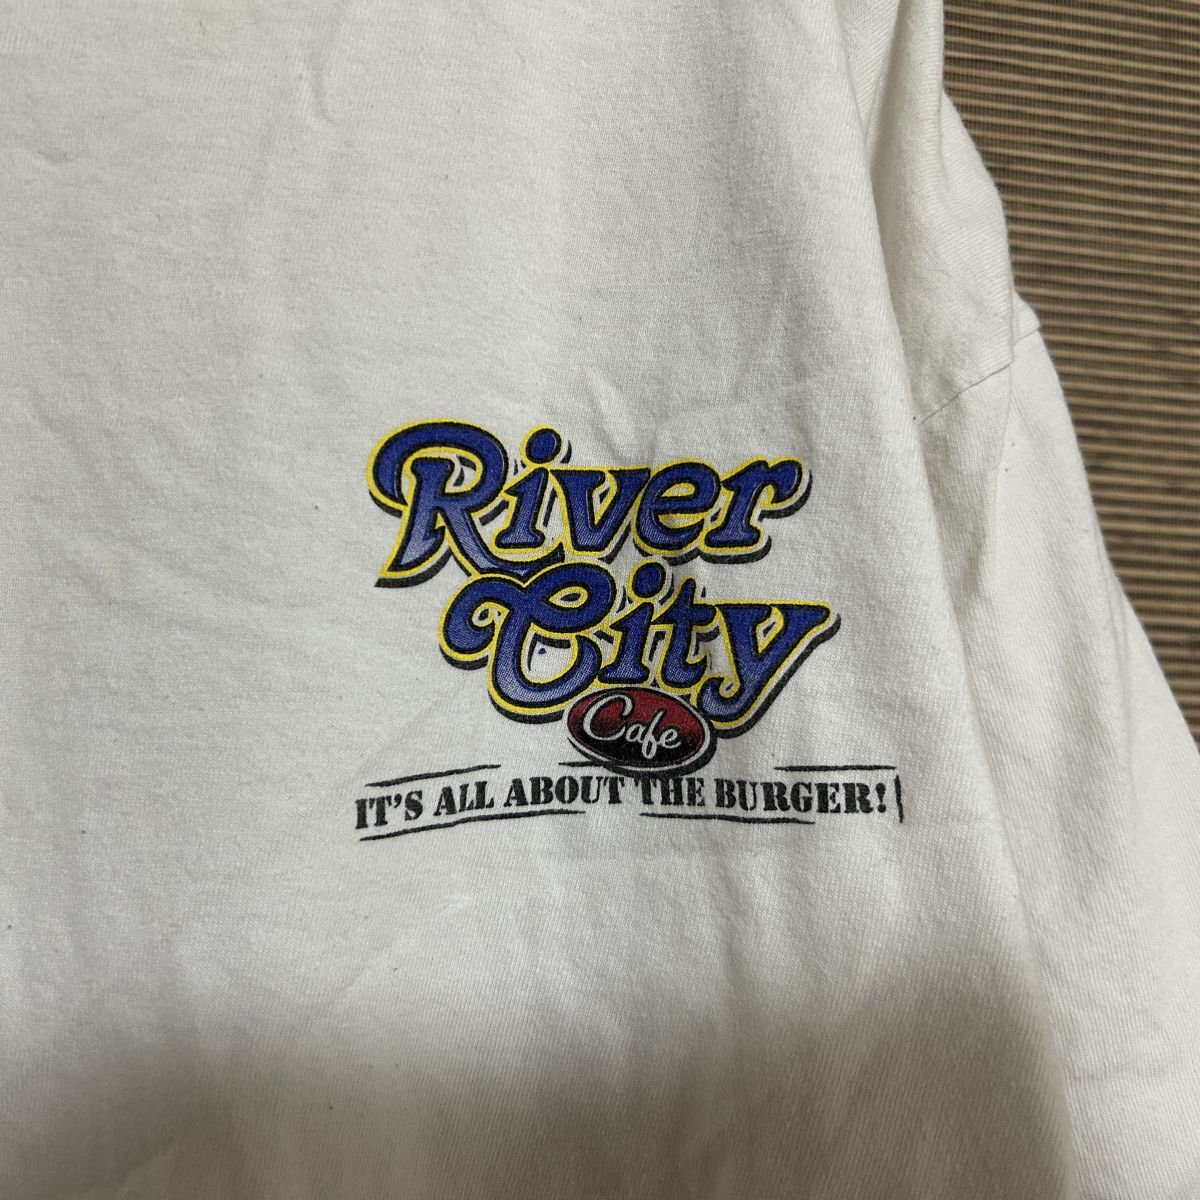 River
City
Cafe
IT'S ALL ABOUT THE BURGER!